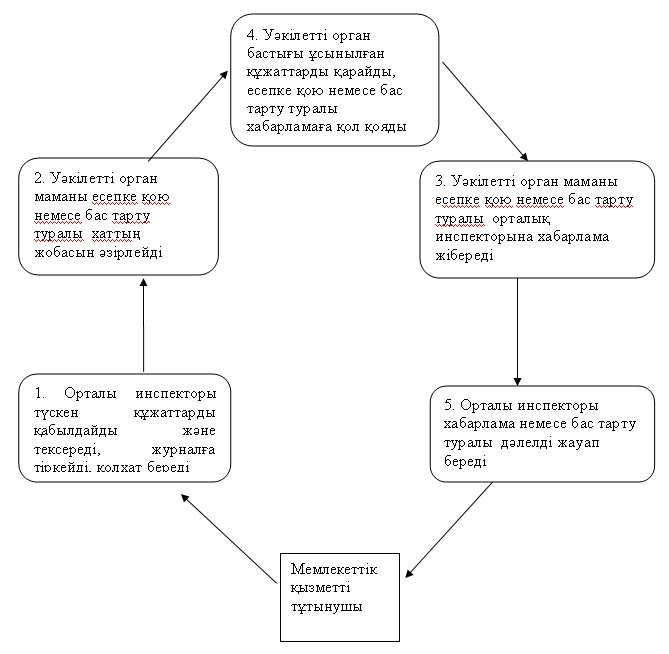 4. Уәкілетті орган
бастығы ұсынылған
құжаттарды қарайды,
есепке қою немесе бас
тарту туралы
хабарламаға қол қояды
2. Уәкілетті орган
маманы есепке қою
немесе бас тарту
туралы хаттың
жобасын әзірлейді
3. Уәкілетті орган маманы
есепке қою немесе бас тарту
туралы орталық
инспекторына хабарлама
жібереді
1. Орталы инспекторы
түскен құжаттарды
қабылдайды және
тексереді, журналға
тіркейді, қолхат береді
5. Орталы инспекторы
хабарлама немесе бас тарту
туралы дәлелді жауап
береді
Мемлекеттік
қызметті
тұтынушы